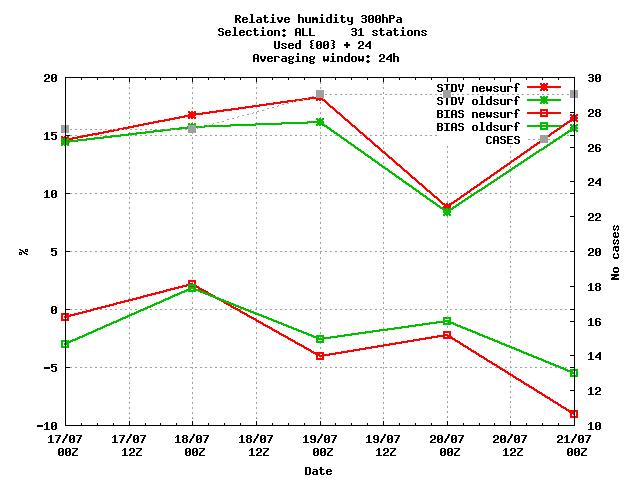 Relative humidity 300hPa
Selection: ALL     31 stations
Used {00} + 24
Averaging window: 24h
20
15
10
5
0
-5
-10
%
30
28
26
24
22
20
18
16
14
12
10
No cases
STDV newsurf
STDV oldsurf
BIAS newsurf
BIAS oldsurf
CASES
17/07 17/07 18/07 18/07 19/07 19/07 20/07 20/07 21/07
00Z 12Z 00Z 12Z 00Z 12Z 00Z 12Z 00Z
Date